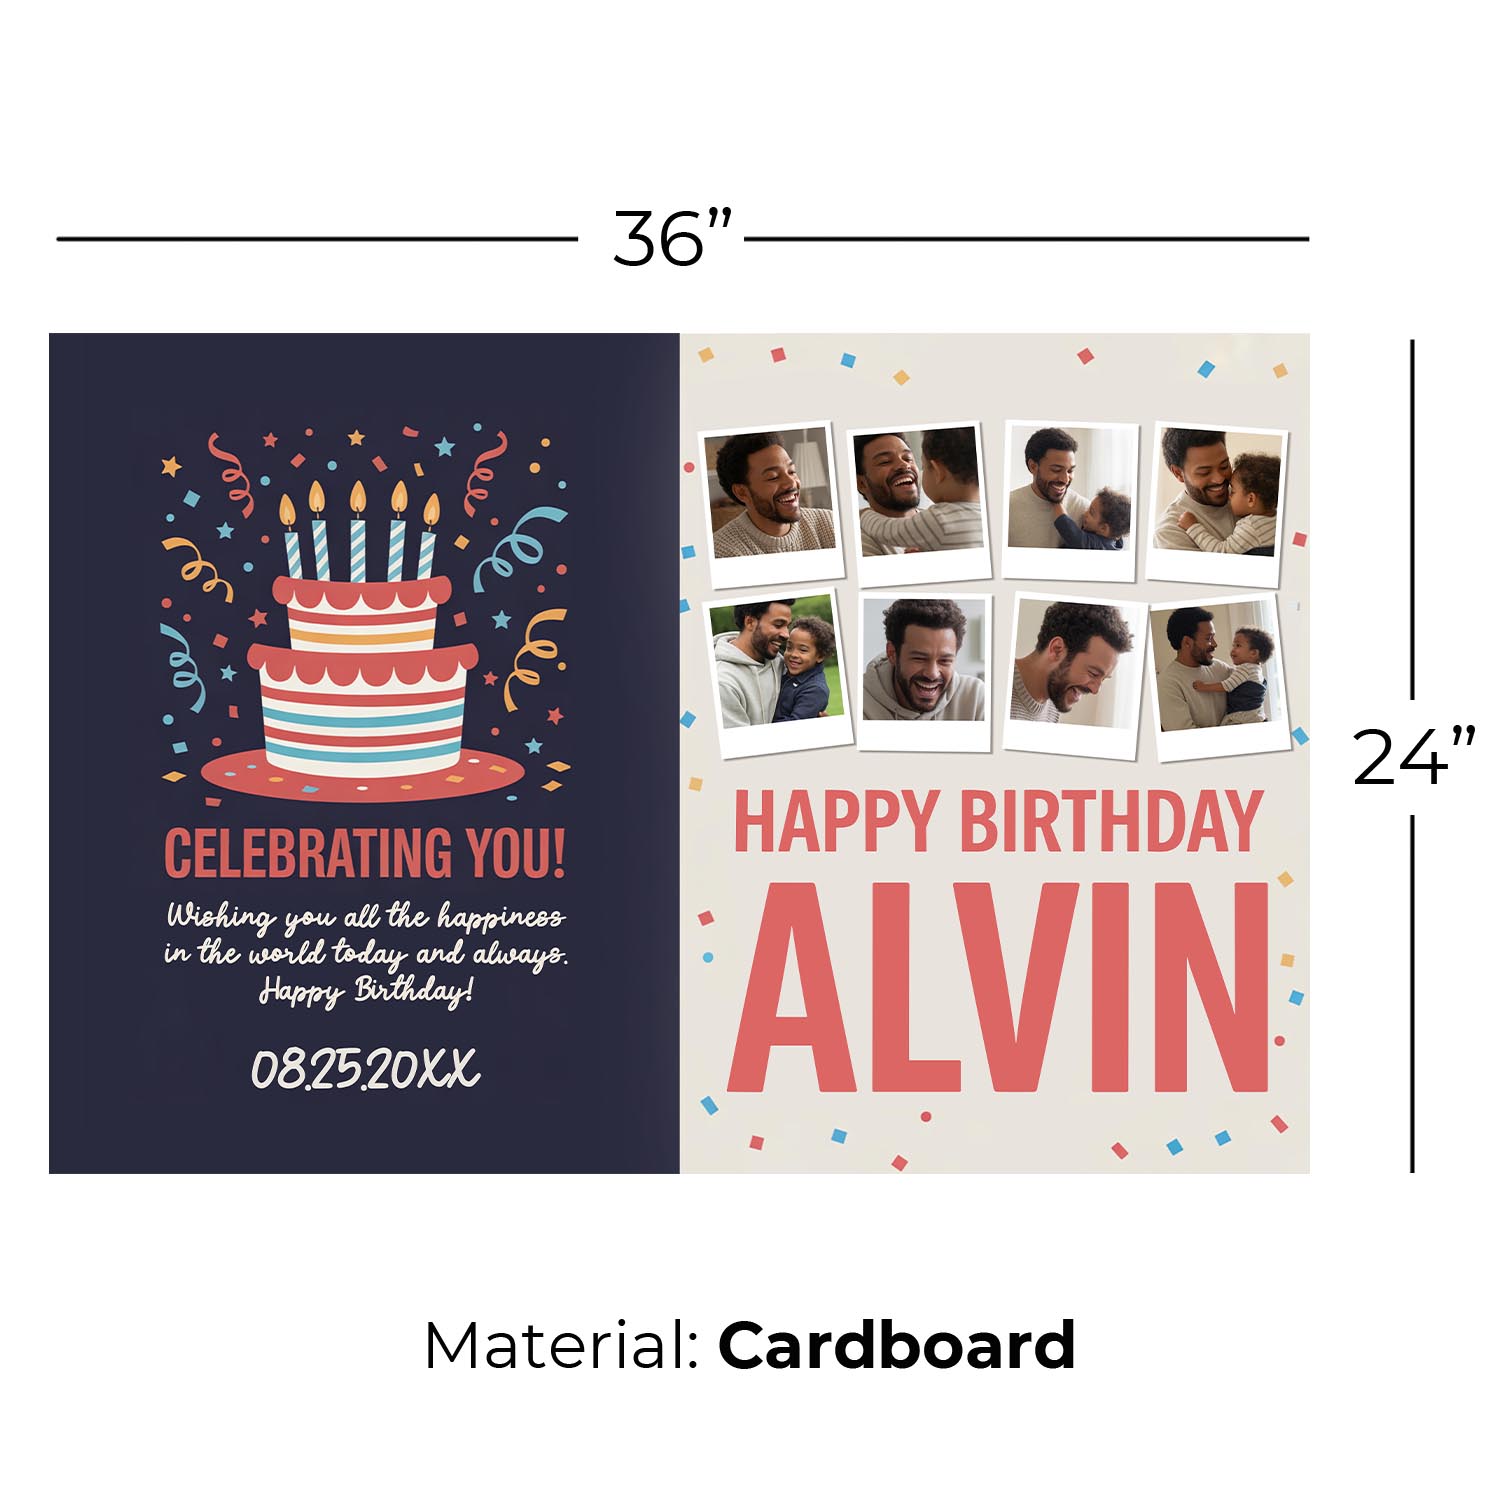 36”
CELEBRATING YOU!
Wishing you all the happiness
in the world today and always.
Happy Birthday!
08.25.20XX
HAPPY BIRTHDAY
ALVIN
24”
Material: Cardboard